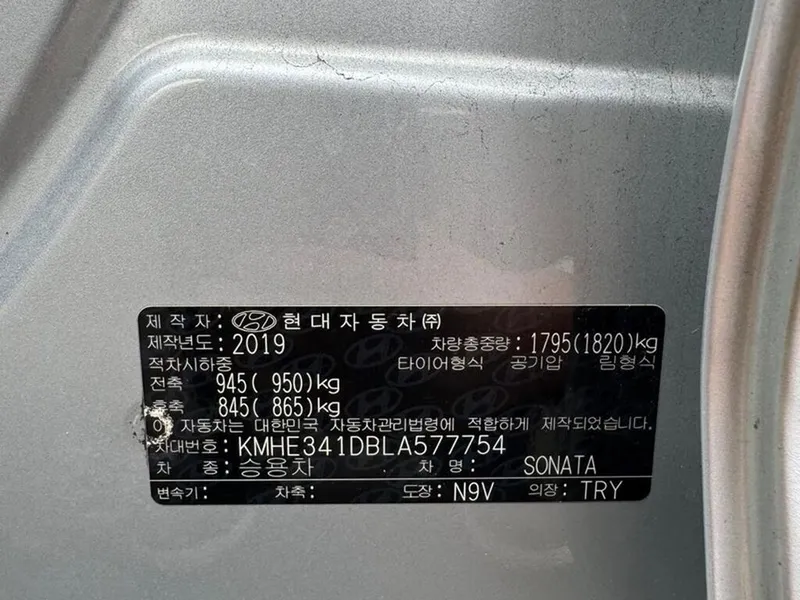 제 작 자 : 현대자동차㈜
제작년도 : 2019 차량총중량 : 1795(1820)kg
적차시하중 타이어형식 공기압 림형식
전축 945( 950)kg
후축 845( 865)kg
이 자동차는 대한민국 자동차관리법령에 적합하게 제작되었습니다.
차대번호 : KMHE341DBLA577754
차 종 : 승용차 차 명 : SONATA
변속기 : 차축 : 도장 : N9V 의장 : TRY